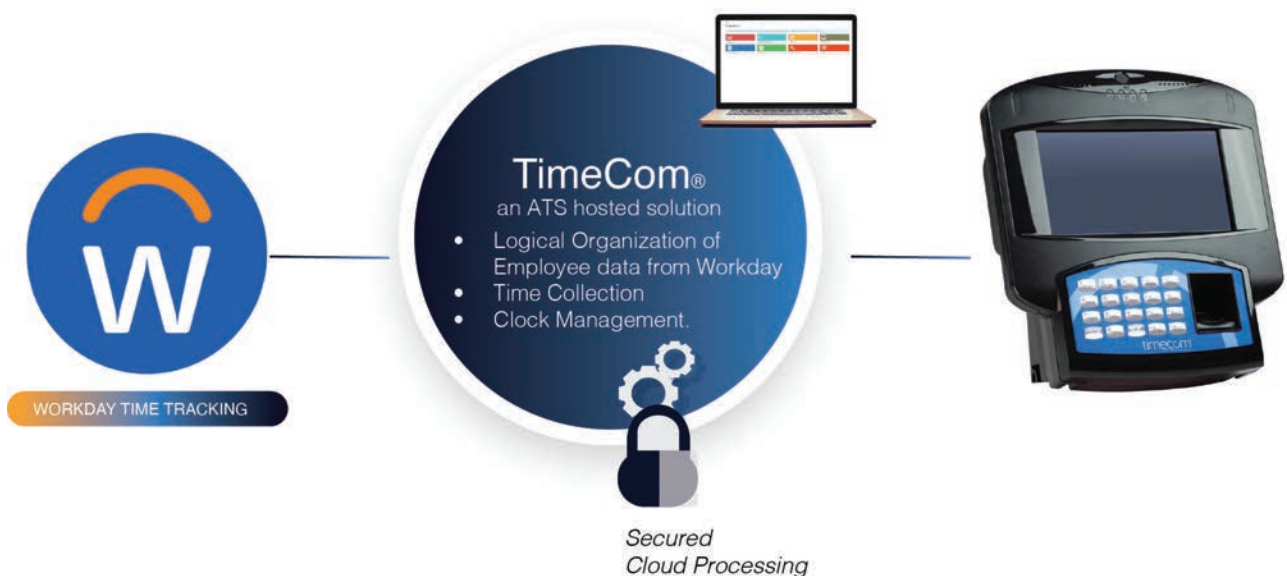 W
WORKDAY TIME TRACKING
TimeCom®
an ATS hosted solution
• Logical Organization of
Employee data from Workday
• Time Collection
• Clock Management.
timecom
Secured
Cloud Processing